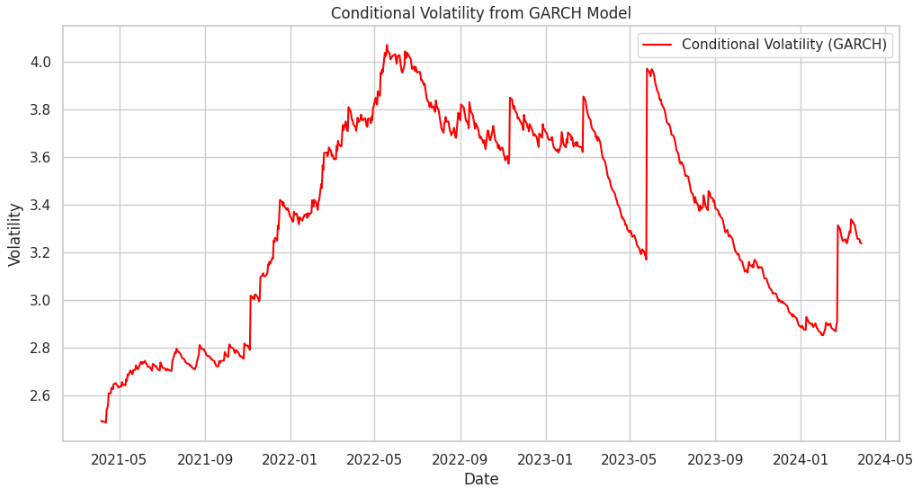 Conditional Volatility from GARCH Model
Conditional Volatility (GARCH)
4.0
3.8
3.6
3.4
3.2
3.0
2.8
2.6
Volatility
2021-05 2021-09 2022-01 2022-05 2022-09 2023-01 2023-05 2023-09 2024-01 2024-05
Date